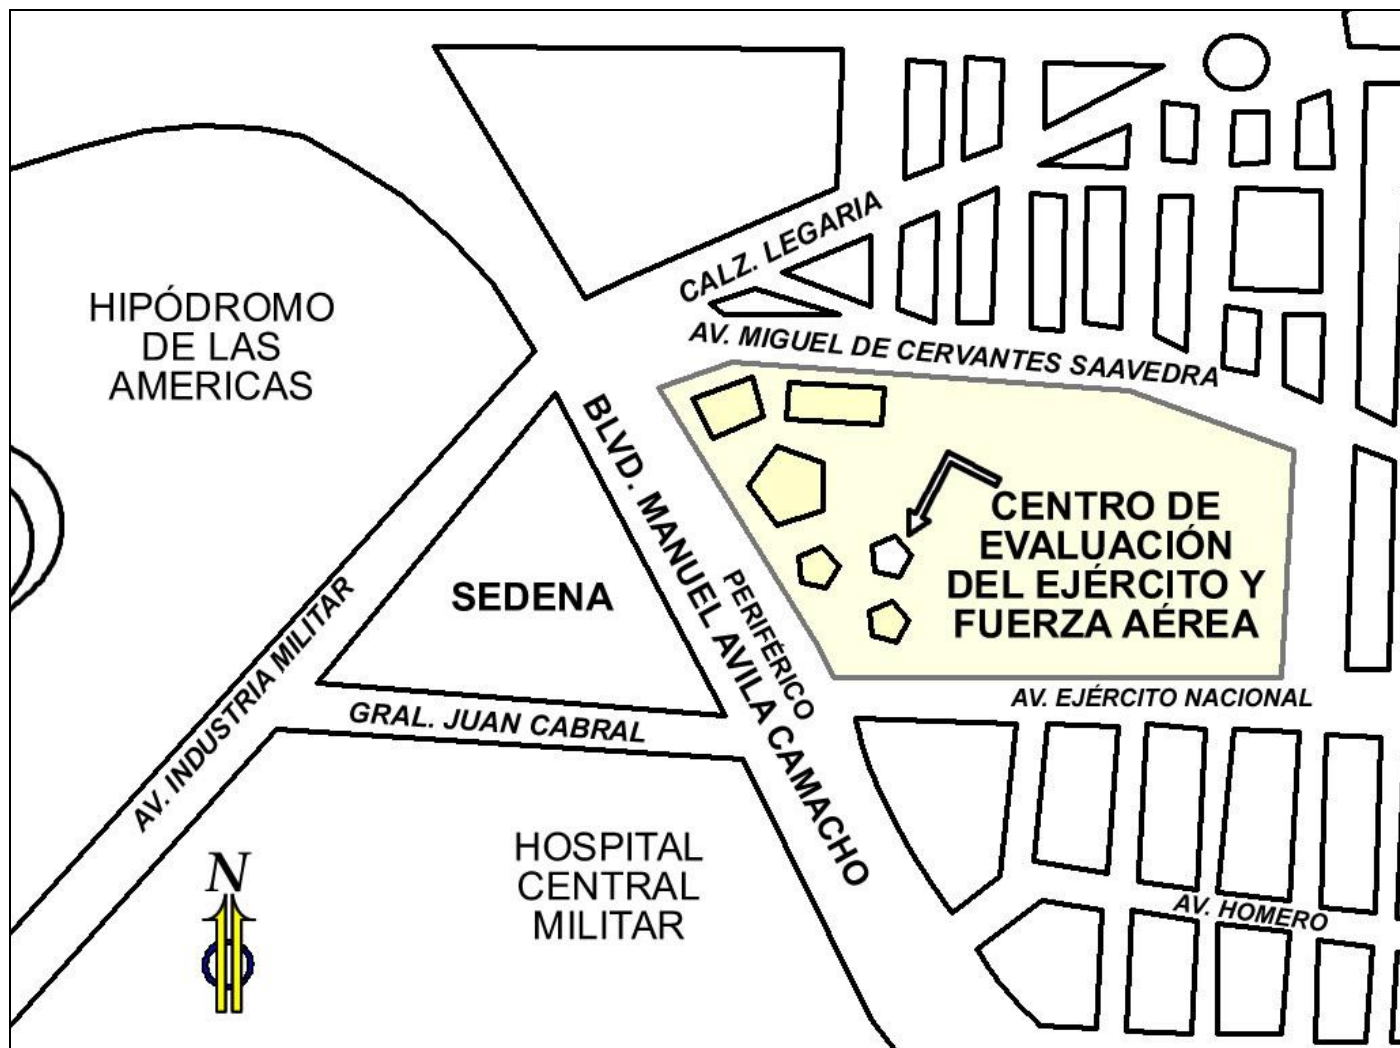 CALZ. LEGARIA
HIPÓDROMO
DE LAS
AMERICAS
AV. MIGUEL DE CERVANTES SAAVEDRA
BLVD. MANUEL AVILA CAMACHO
PERIFÉRICO
CENTRO DE
EVALUACIÓN
DEL EJÉRCITO Y
FUERZA AÉREA
SEDENA
AV. INDUSTRIA MILITAR
GRAL. JUAN CABRAL
AV. EJÉRCITO NACIONAL
HOSPITAL
CENTRAL
MILITAR
N
AV. HOMERO